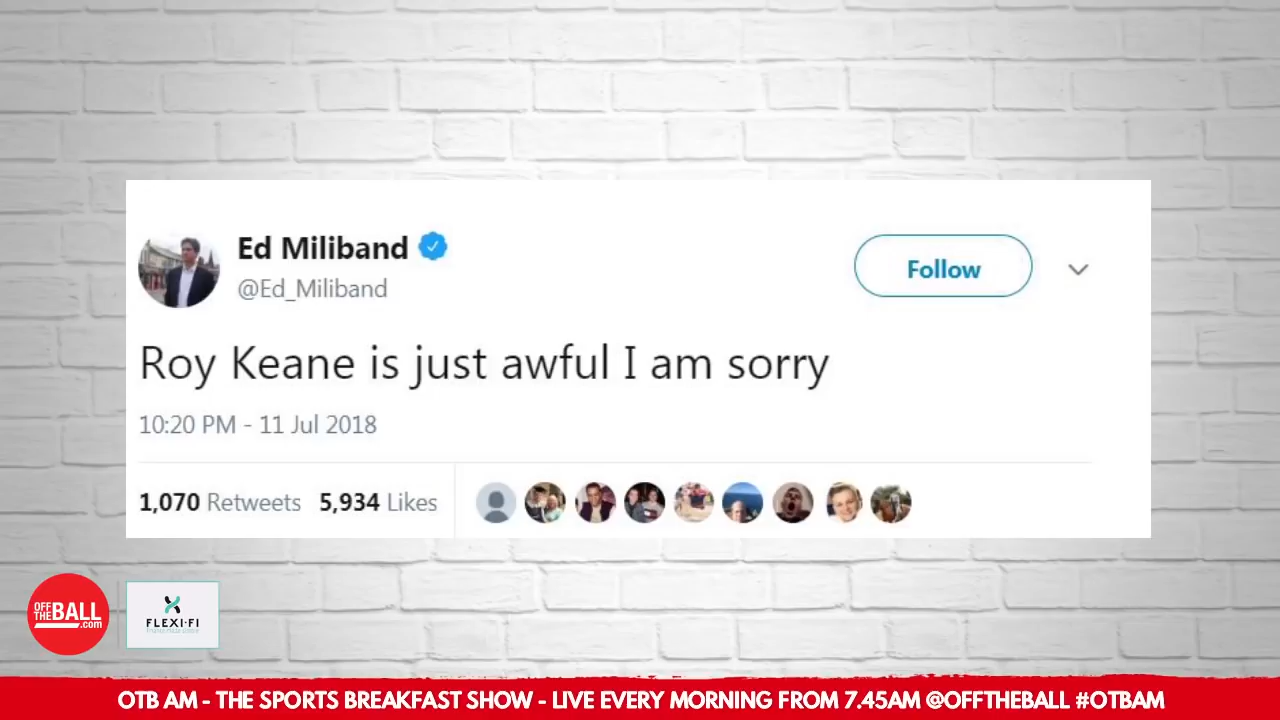 Ed Miliband
@Ed_Miliband
Follow
Roy Keane is just awful I am sorry
10:20 PM - 11 Jul 2018
1,070 Retweets 5,934 Likes
OFF
THE BALL
.com
FLEXI-FI
OTB AM - THE SPORTS BREAKFAST SHOW - LIVE EVERY MORNING FROM 7.45AM @OFFTHEBALL #OTBAM